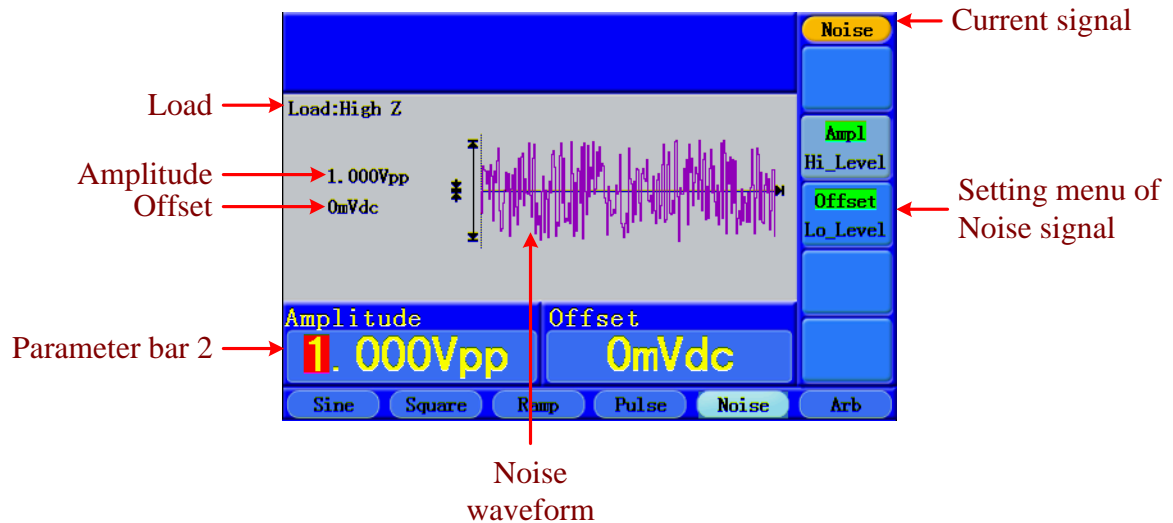 Noise
Current signal
Load
Load:High Z
Ampl
Hi_Level
Amplitude
1.000Vpp
Offset
0mVdc
Offset
Lo_Level
Setting menu of
Noise signal
Amplitude
Offset
Parameter bar 2
1.000Vpp
0mVdc
Sine
Square
Ramp
Pulse
Noise
Arb
Noise
waveform